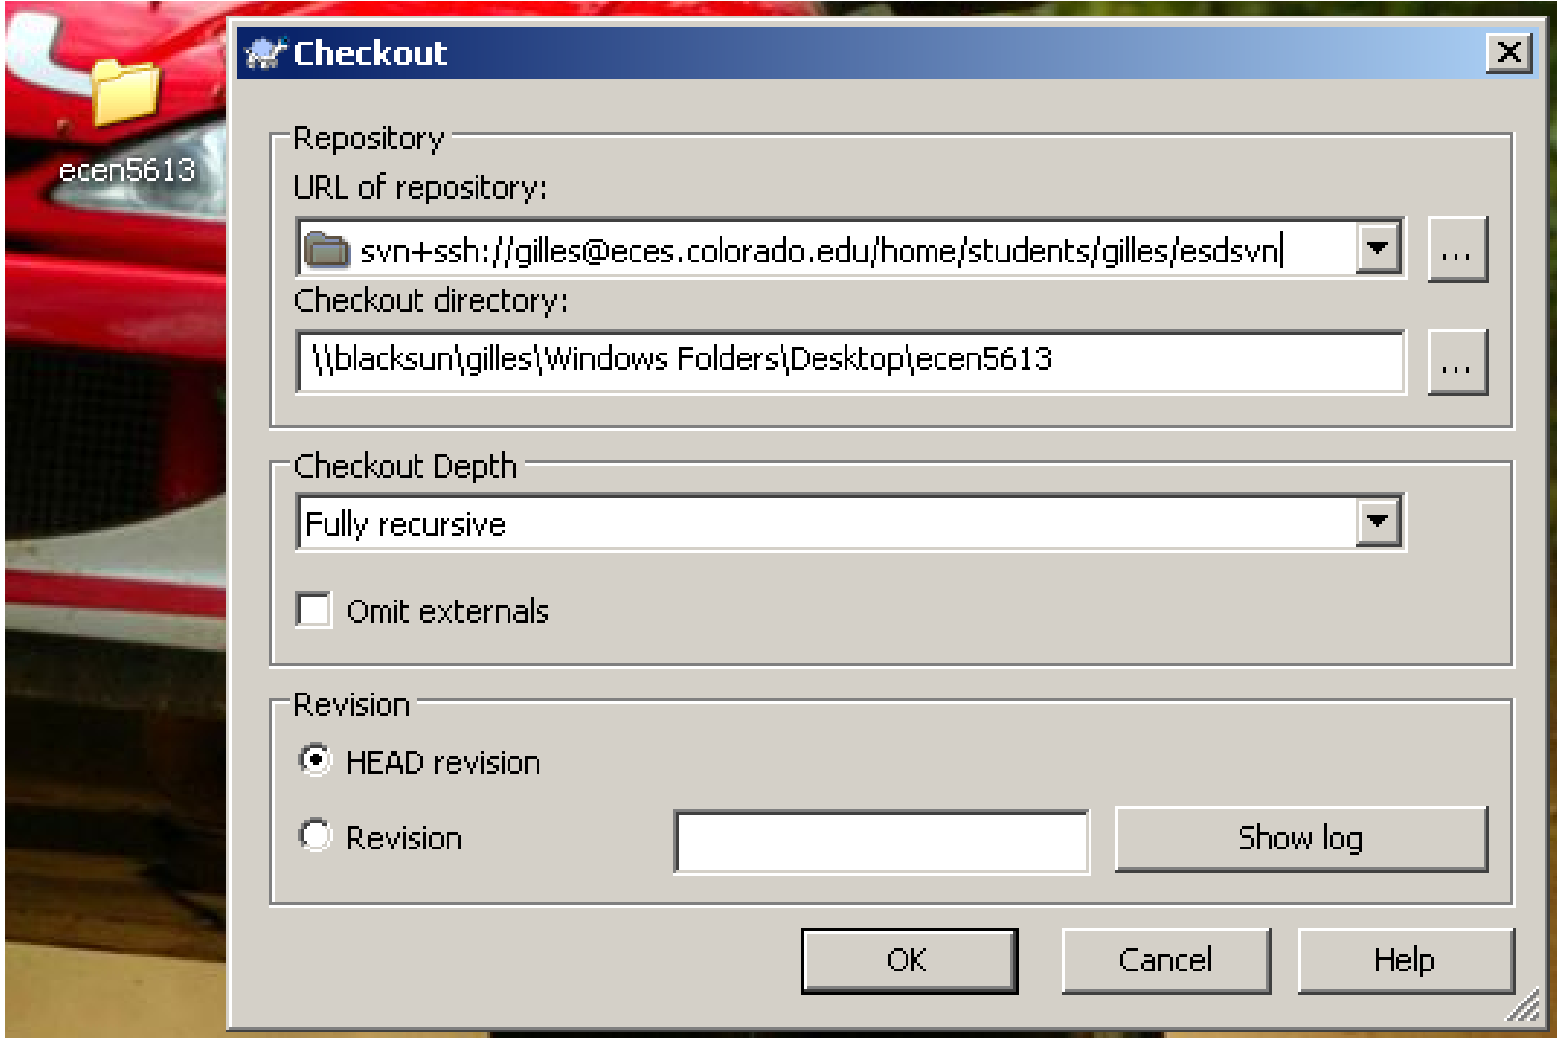 Checkout
ecen5613
Repository
URL of repository:
svn+ssh://gilles@eces.colorado.edu/home/students/gilles/esdsvn
...
Checkout directory:
\\blacksun\gilles\Windows Folders\Desktop\ecen5613
...
Checkout Depth
Fully recursive
Omit externals
Revision
HEAD revision
Revision
Show log
OK Cancel Help